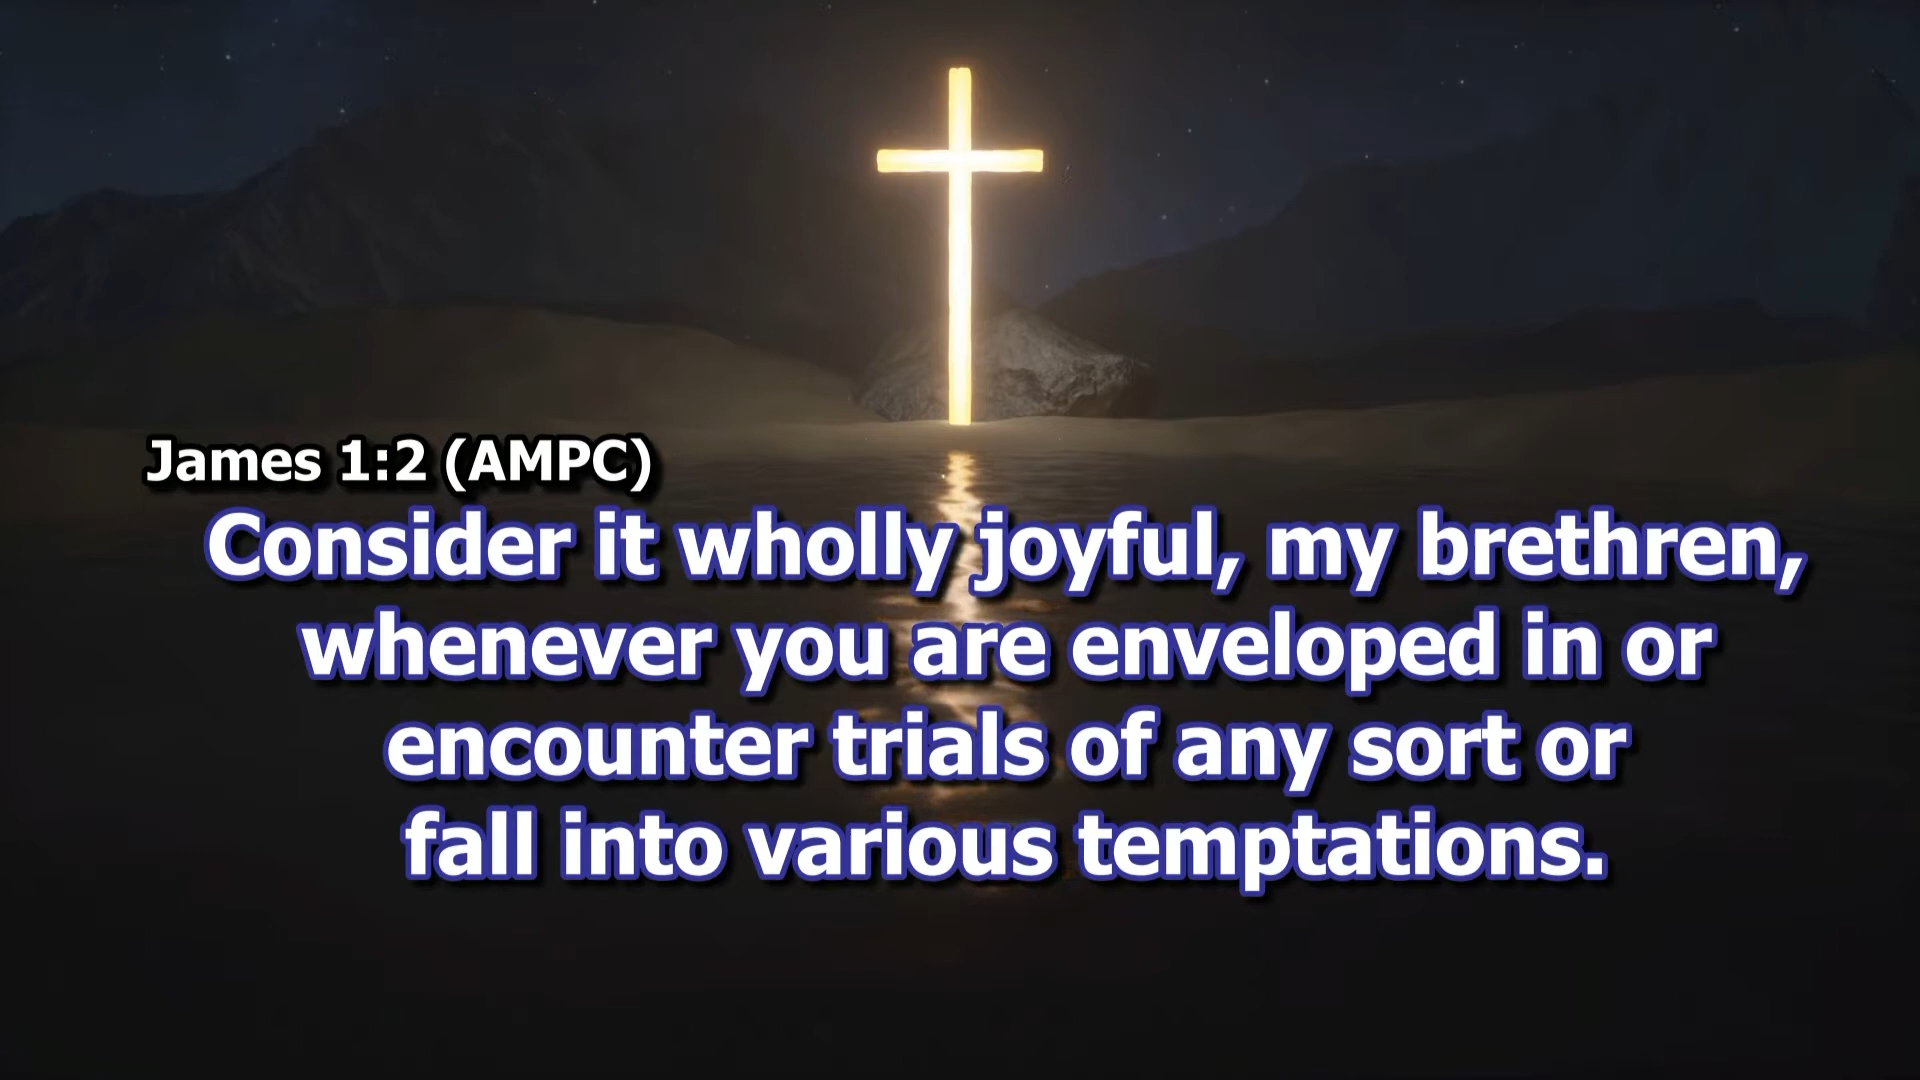 James 1:2 (AMPC)
Consider it wholly joyful, my brethren,
whenever you are enveloped in or
encounter trials of any sort or
fall into various temptations.